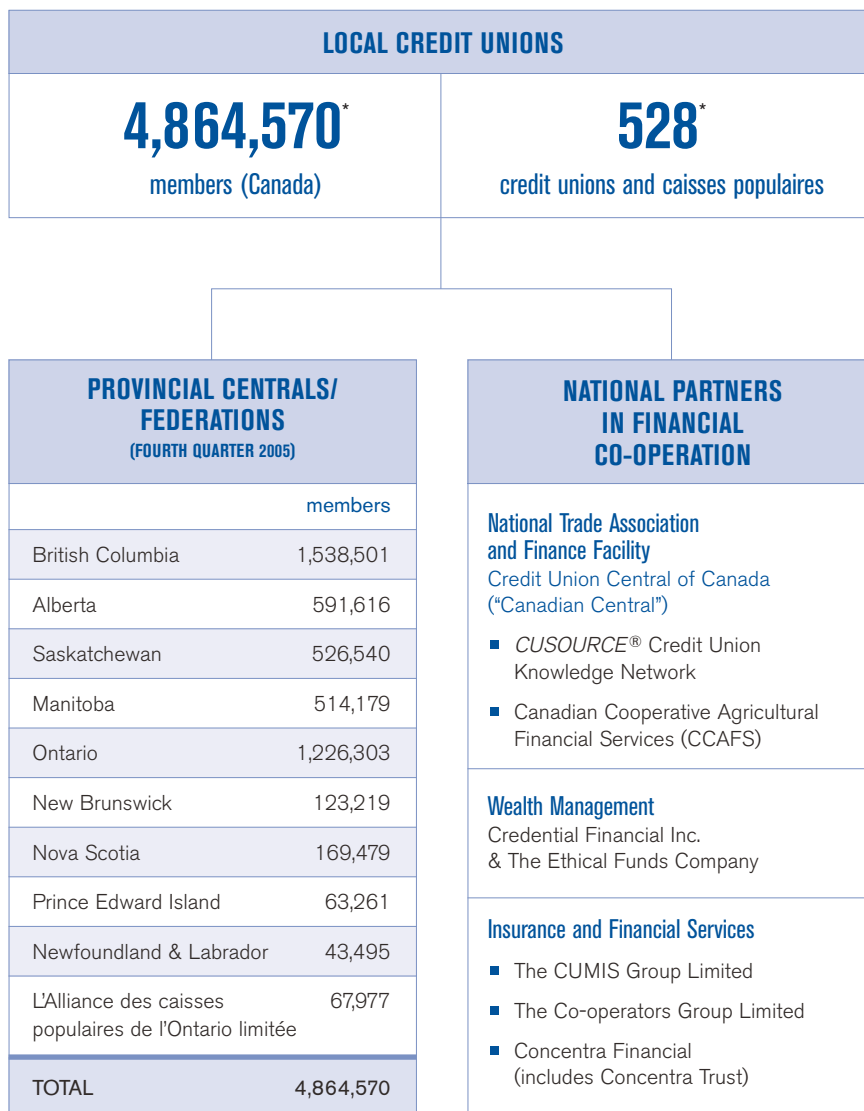 LOCAL CREDIT UNIONS
4,864,570*
members (Canada)
528*
credit unions and caisses populaires
PROVINCIAL CENTRALS/
FEDERATIONS
(FOURTH QUARTER 2005)
members
British Columbia 1,538,501
Alberta 591,616
Saskatchewan 526,540
Manitoba 514,179
Ontario 1,226,303
New Brunswick 123,219
Nova Scotia 169,479
Prince Edward Island 63,261
Newfoundland & Labrador 43,495
L'Alliance des caisses 67,977
populaires de l'Ontario limitée
TOTAL 4,864,570
NATIONAL PARTNERS
IN FINANCIAL
CO-OPERATION
National Trade Association
and Finance Facility
Credit Union Central of Canada
("Canadian Central")
■ CUSOURCE® Credit Union
Knowledge Network
■ Canadian Cooperative Agricultural
Financial Services (CCAFS)
Wealth Management
Credential Financial Inc.
& The Ethical Funds Company
Insurance and Financial Services
■ The CUMIS Group Limited
■ The Co-operators Group Limited
■ Concentra Financial
(includes Concentra Trust)